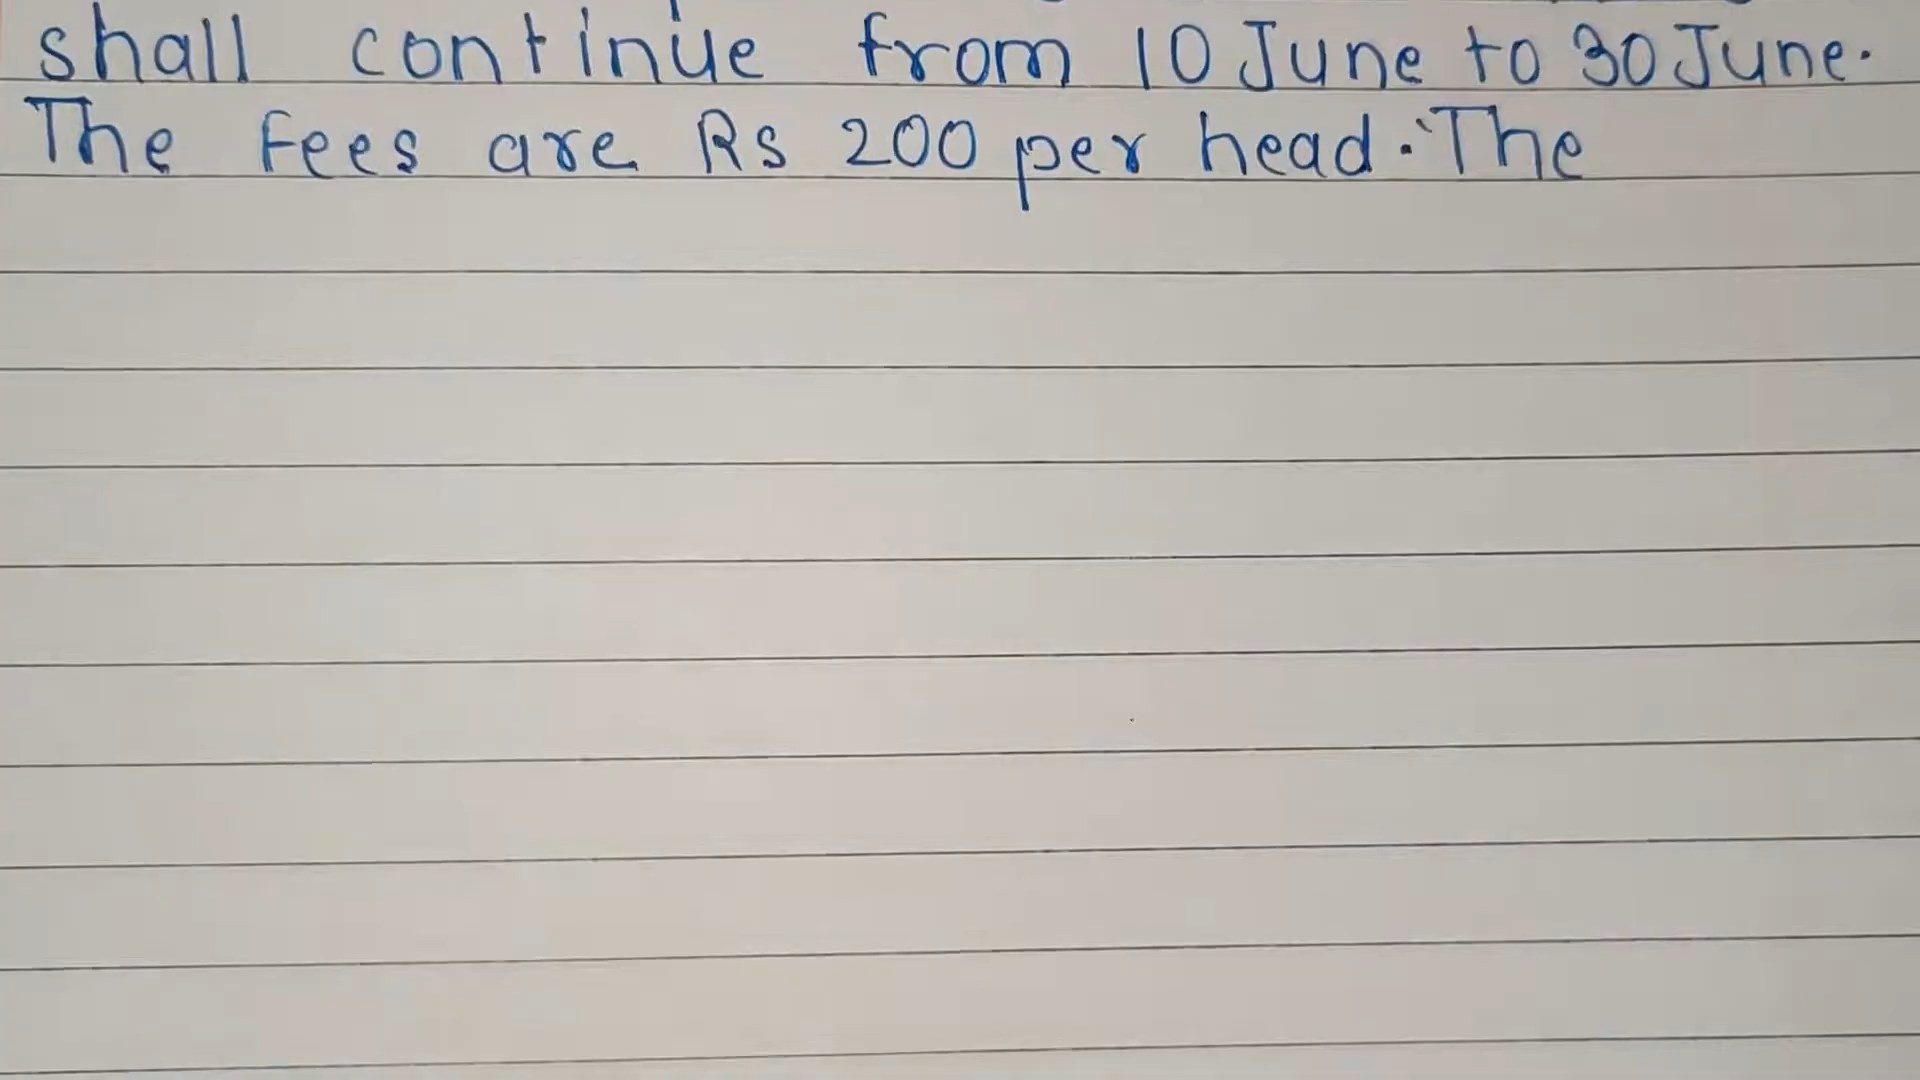 shall continue from 10 June to 30 June.
The Fees are Rs 200 per head. The